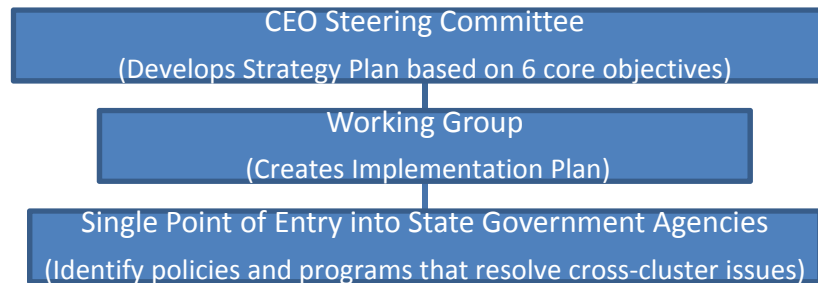 CEO Steering Committee
(Develops Strategy Plan based on 6 core objectives)
Working Group
(Creates Implementation Plan)
Single Point of Entry into State Government Agencies
(Identify policies and programs that resolve cross-cluster issues)